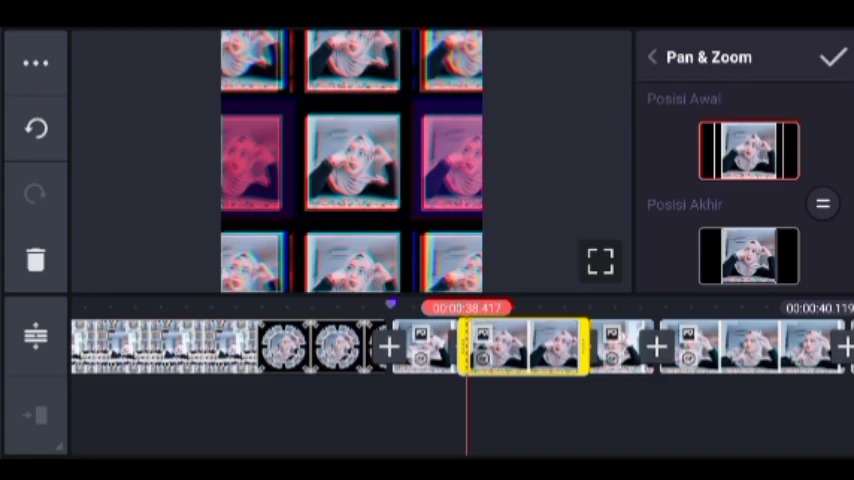 Pan & Zoom
Posisi Awal
Posisi Akhir
00:00:38.417
00:00:40.119